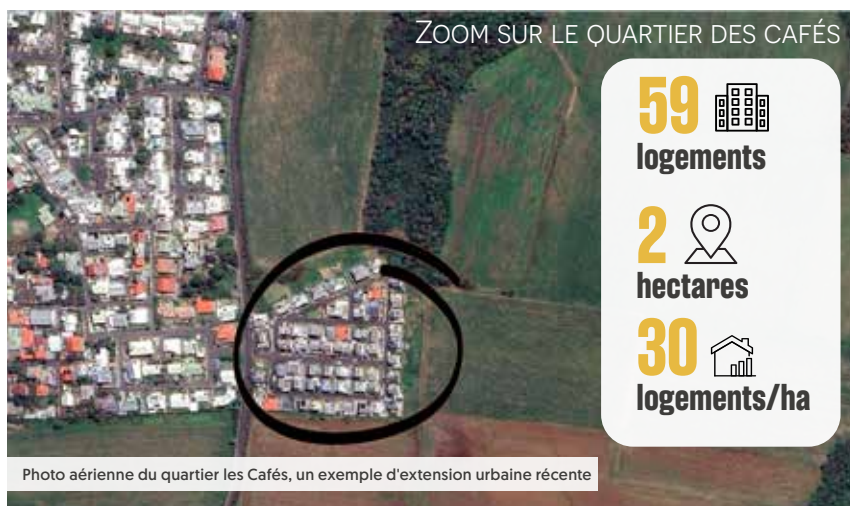 ZOOM SUR LE QUARTIER DES CAFÉS
59
logements
2
hectares
30
logements/ha
Photo aérienne du quartier les Cafés, un exemple d'extension urbaine récente